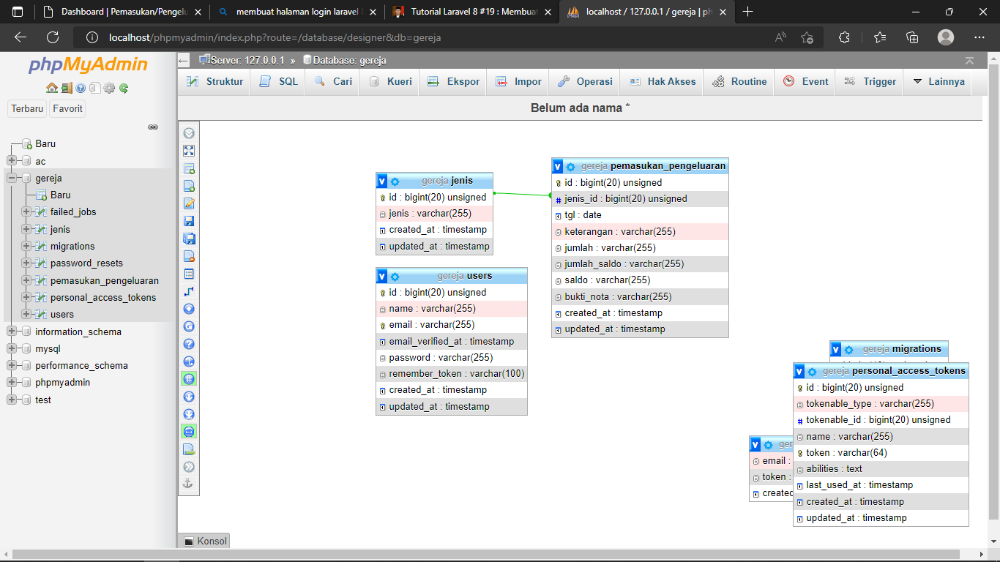 Dashboard | Pemasukan/Pengelu
membuat halaman login laravel
Tutorial Laravel 8 #19 : Membua
localhost / 127.0.0.1 / gereja | ph
localhost/phpmyadmin/index.php?route=/database/designer&db=gereja
phpMyAdmin
Terbaru
Favorit
Baru
ac
gereja
Baru
failed_jobs
jenis
migrations
password_resets
pemasukan_pengeluaran
personal_access_tokens
users
information_schema
mysql
performance_schema
phpmyadmin
test
Server: 127.0.0.1 » Database: gereja
Struktur SQL Cari Kueri Ekspor Impor Operasi Hak Akses Routine Event Trigger Lainnya
Belum ada nama *
gereja jenis
id : bigint(20) unsigned
jenis : varchar(255)
created_at : timestamp
updated_at : timestamp
gereja users
id : bigint(20) unsigned
name : varchar(255)
email : varchar(255)
email_verified_at : timestamp
password : varchar(255)
remember_token : varchar(100)
created_at : timestamp
updated_at : timestamp
gereja pemasukan_pengeluaran
id : bigint(20) unsigned
jenis_id : bigint(20) unsigned
tgl : date
keterangan : varchar(255)
jumlah : varchar(255)
jumlah_saldo : varchar(255)
saldo : varchar(255)
bukti_nota : varchar(255)
created_at : timestamp
updated_at : timestamp
gereja migrations
gereja personal_access_tokens
id : bigint(20) unsigned
tokenable_type : varchar(255)
tokenable_id : bigint(20) unsigned
name : varchar(255)
token : varchar(64)
abilities : text
last_used_at : timestamp
created_at : timestamp
updated_at : timestamp
ger
email :
token :
created
Konsol